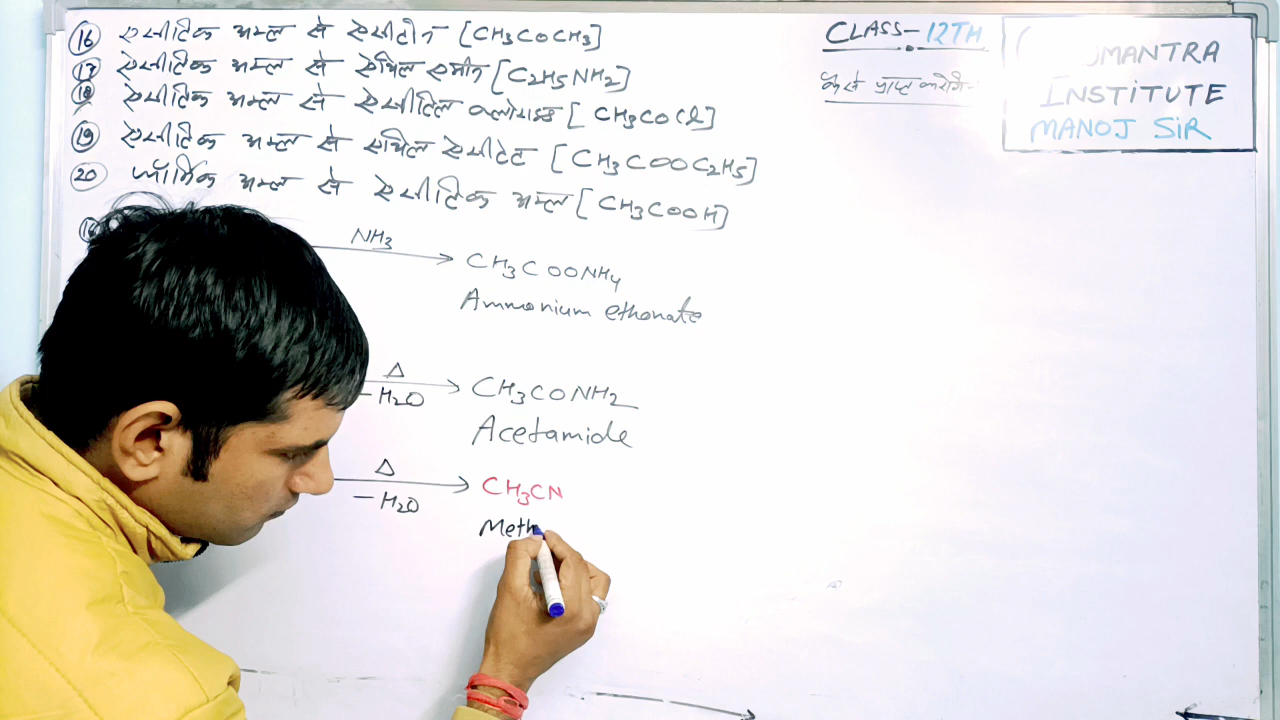 16 एसीटिक अम्ल से एसीटोन [CH3COCH3]
17 एसीटिक अम्ल से एथिल एमीन [C2H5NH2]
18 एसीटिक अम्ल से एसीटिल क्लोराइड [CH3COCl]
19 एसीटिक अम्ल से एथिल एसीटेट [CH3COOC2H5]
20 फॉर्मिक अम्ल से एसीटिक अम्ल [CH3COOH]
CLASS-12TH
कैसे प्राप्त करोगे
MANTRA
INSTITUTE
MANOJ SIR
NH3 CH3COONH4
Ammonium ethonate
Δ
-H2O CH3CONH2
Acetamide
Δ
-H2O CH3CN
Meth